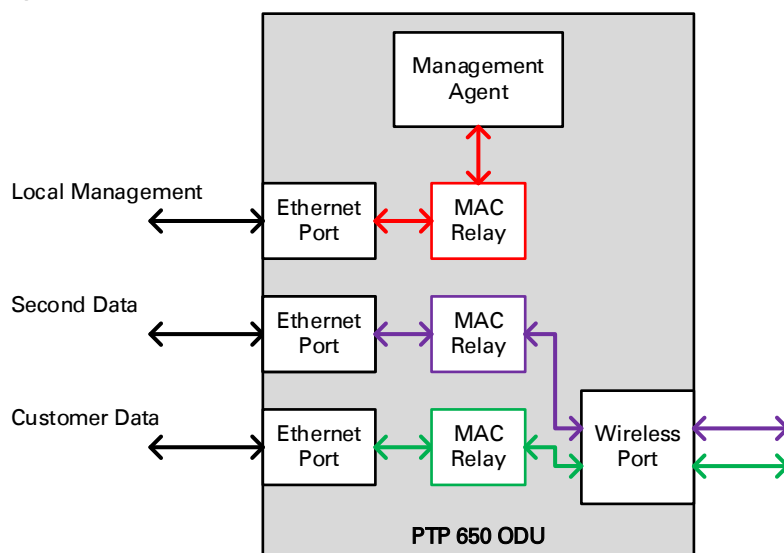 Management
Agent
Local Management
Ethernet
Port
MAC
Relay
Second Data
Ethernet
Port
MAC
Relay
Customer Data
Ethernet
Port
MAC
Relay
Wireless
Port
PTP 650 ODU